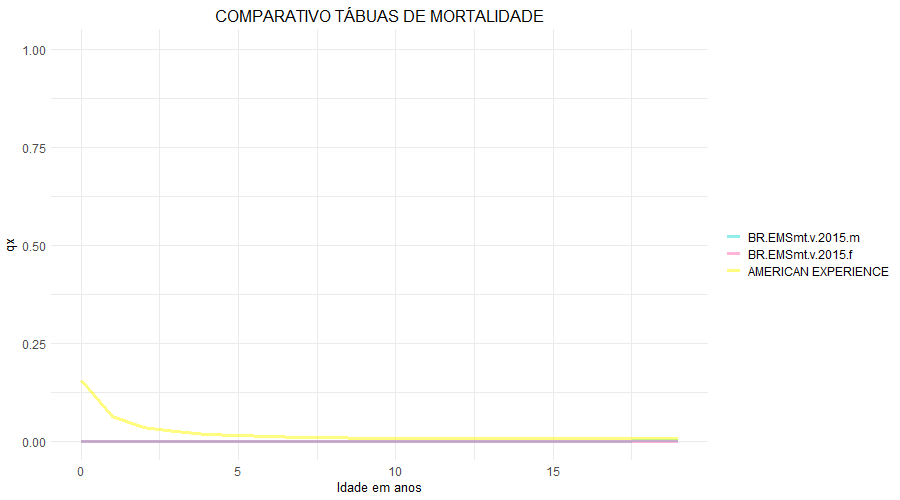 COMPARATIVO TÁBUAS DE MORTALIDADE
1.00
0.75
0.50
0.25
0.00
qx
0
5
10
15
Idade em anos
BR.EMSmt.v.2015.m
BR.EMSmt.v.2015.f
AMERICAN EXPERIENCE